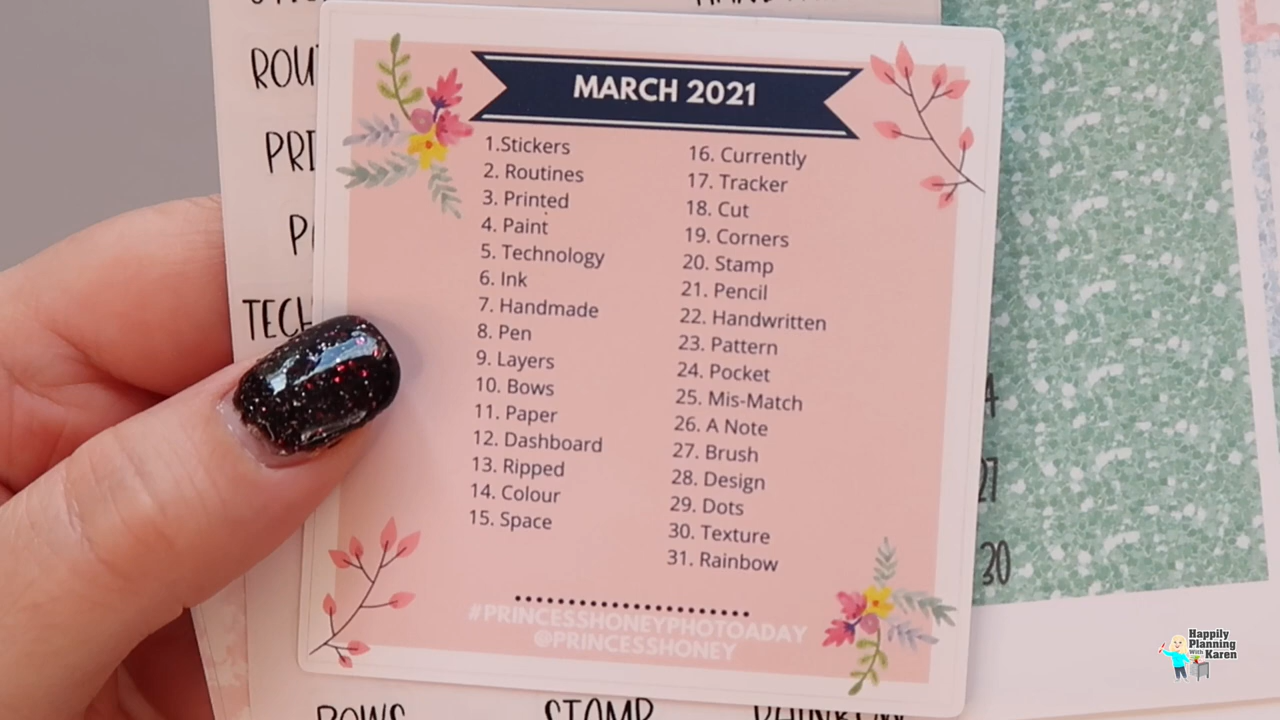 ROU
PRI
TECH
MARCH 2021
1.Stickers
2. Routines
3. Printed
4. Paint
5. Technology
6. Ink
7. Handmade
8. Pen
9. Layers
10. Bows
11. Paper
12. Dashboard
13. Ripped
14. Colour
15. Space
16. Currently
17. Tracker
18. Cut
19. Corners
20. Stamp
21. Pencil
22. Handwritten
23. Pattern
24. Pocket
25. Mis-Match
26. A Note
27. Brush
28. Design
29. Dots
30. Texture
31. Rainbow
#PRINCESSHONEYPHOTOADAY
@PRINCESSHONEY
27
30
BOWS
STAMP
RAINBOW
Happily
Planning
With
Karen